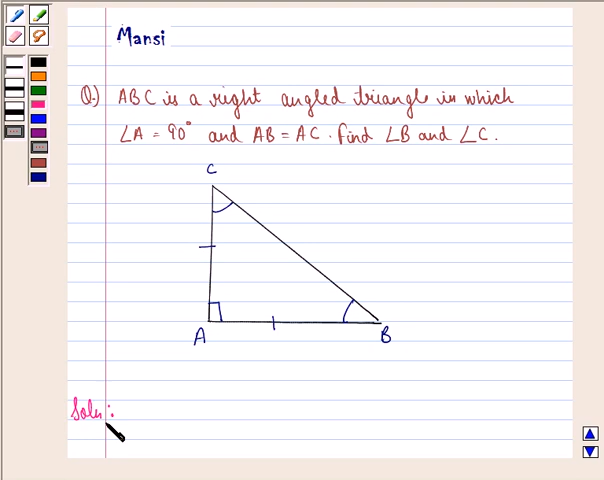 Mansi
Q.) ABC is a right angled triangle in which
∠A = 90° and AB = AC. Find ∠B and ∠C.
C
A
B
Soln: